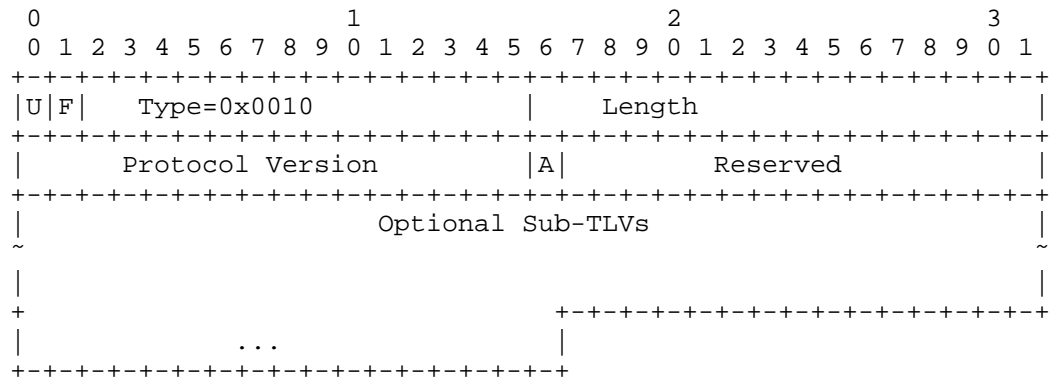 0                   1                   2                   3
 0 1 2 3 4 5 6 7 8 9 0 1 2 3 4 5 6 7 8 9 0 1 2 3 4 5 6 7 8 9 0 1
+-+-+-+-+-+-+-+-+-+-+-+-+-+-+-+-+-+-+-+-+-+-+-+-+-+-+-+-+-+-+-+-+
|U|F|   Type=0x0010             |    Length                     |
+-+-+-+-+-+-+-+-+-+-+-+-+-+-+-+-+-+-+-+-+-+-+-+-+-+-+-+-+-+-+-+-+
|      Protocol Version         |A|         Reserved            |
+-+-+-+-+-+-+-+-+-+-+-+-+-+-+-+-+-+-+-+-+-+-+-+-+-+-+-+-+-+-+-+-+
|                      Optional Sub-TLVs                        |
~                                                               ~
|                                                               |
+                                 +-+-+-+-+-+-+-+-+-+-+-+-+-+-+-+
|             ...                 |
+-+-+-+-+-+-+-+-+-+-+-+-+-+-+-+-+-+